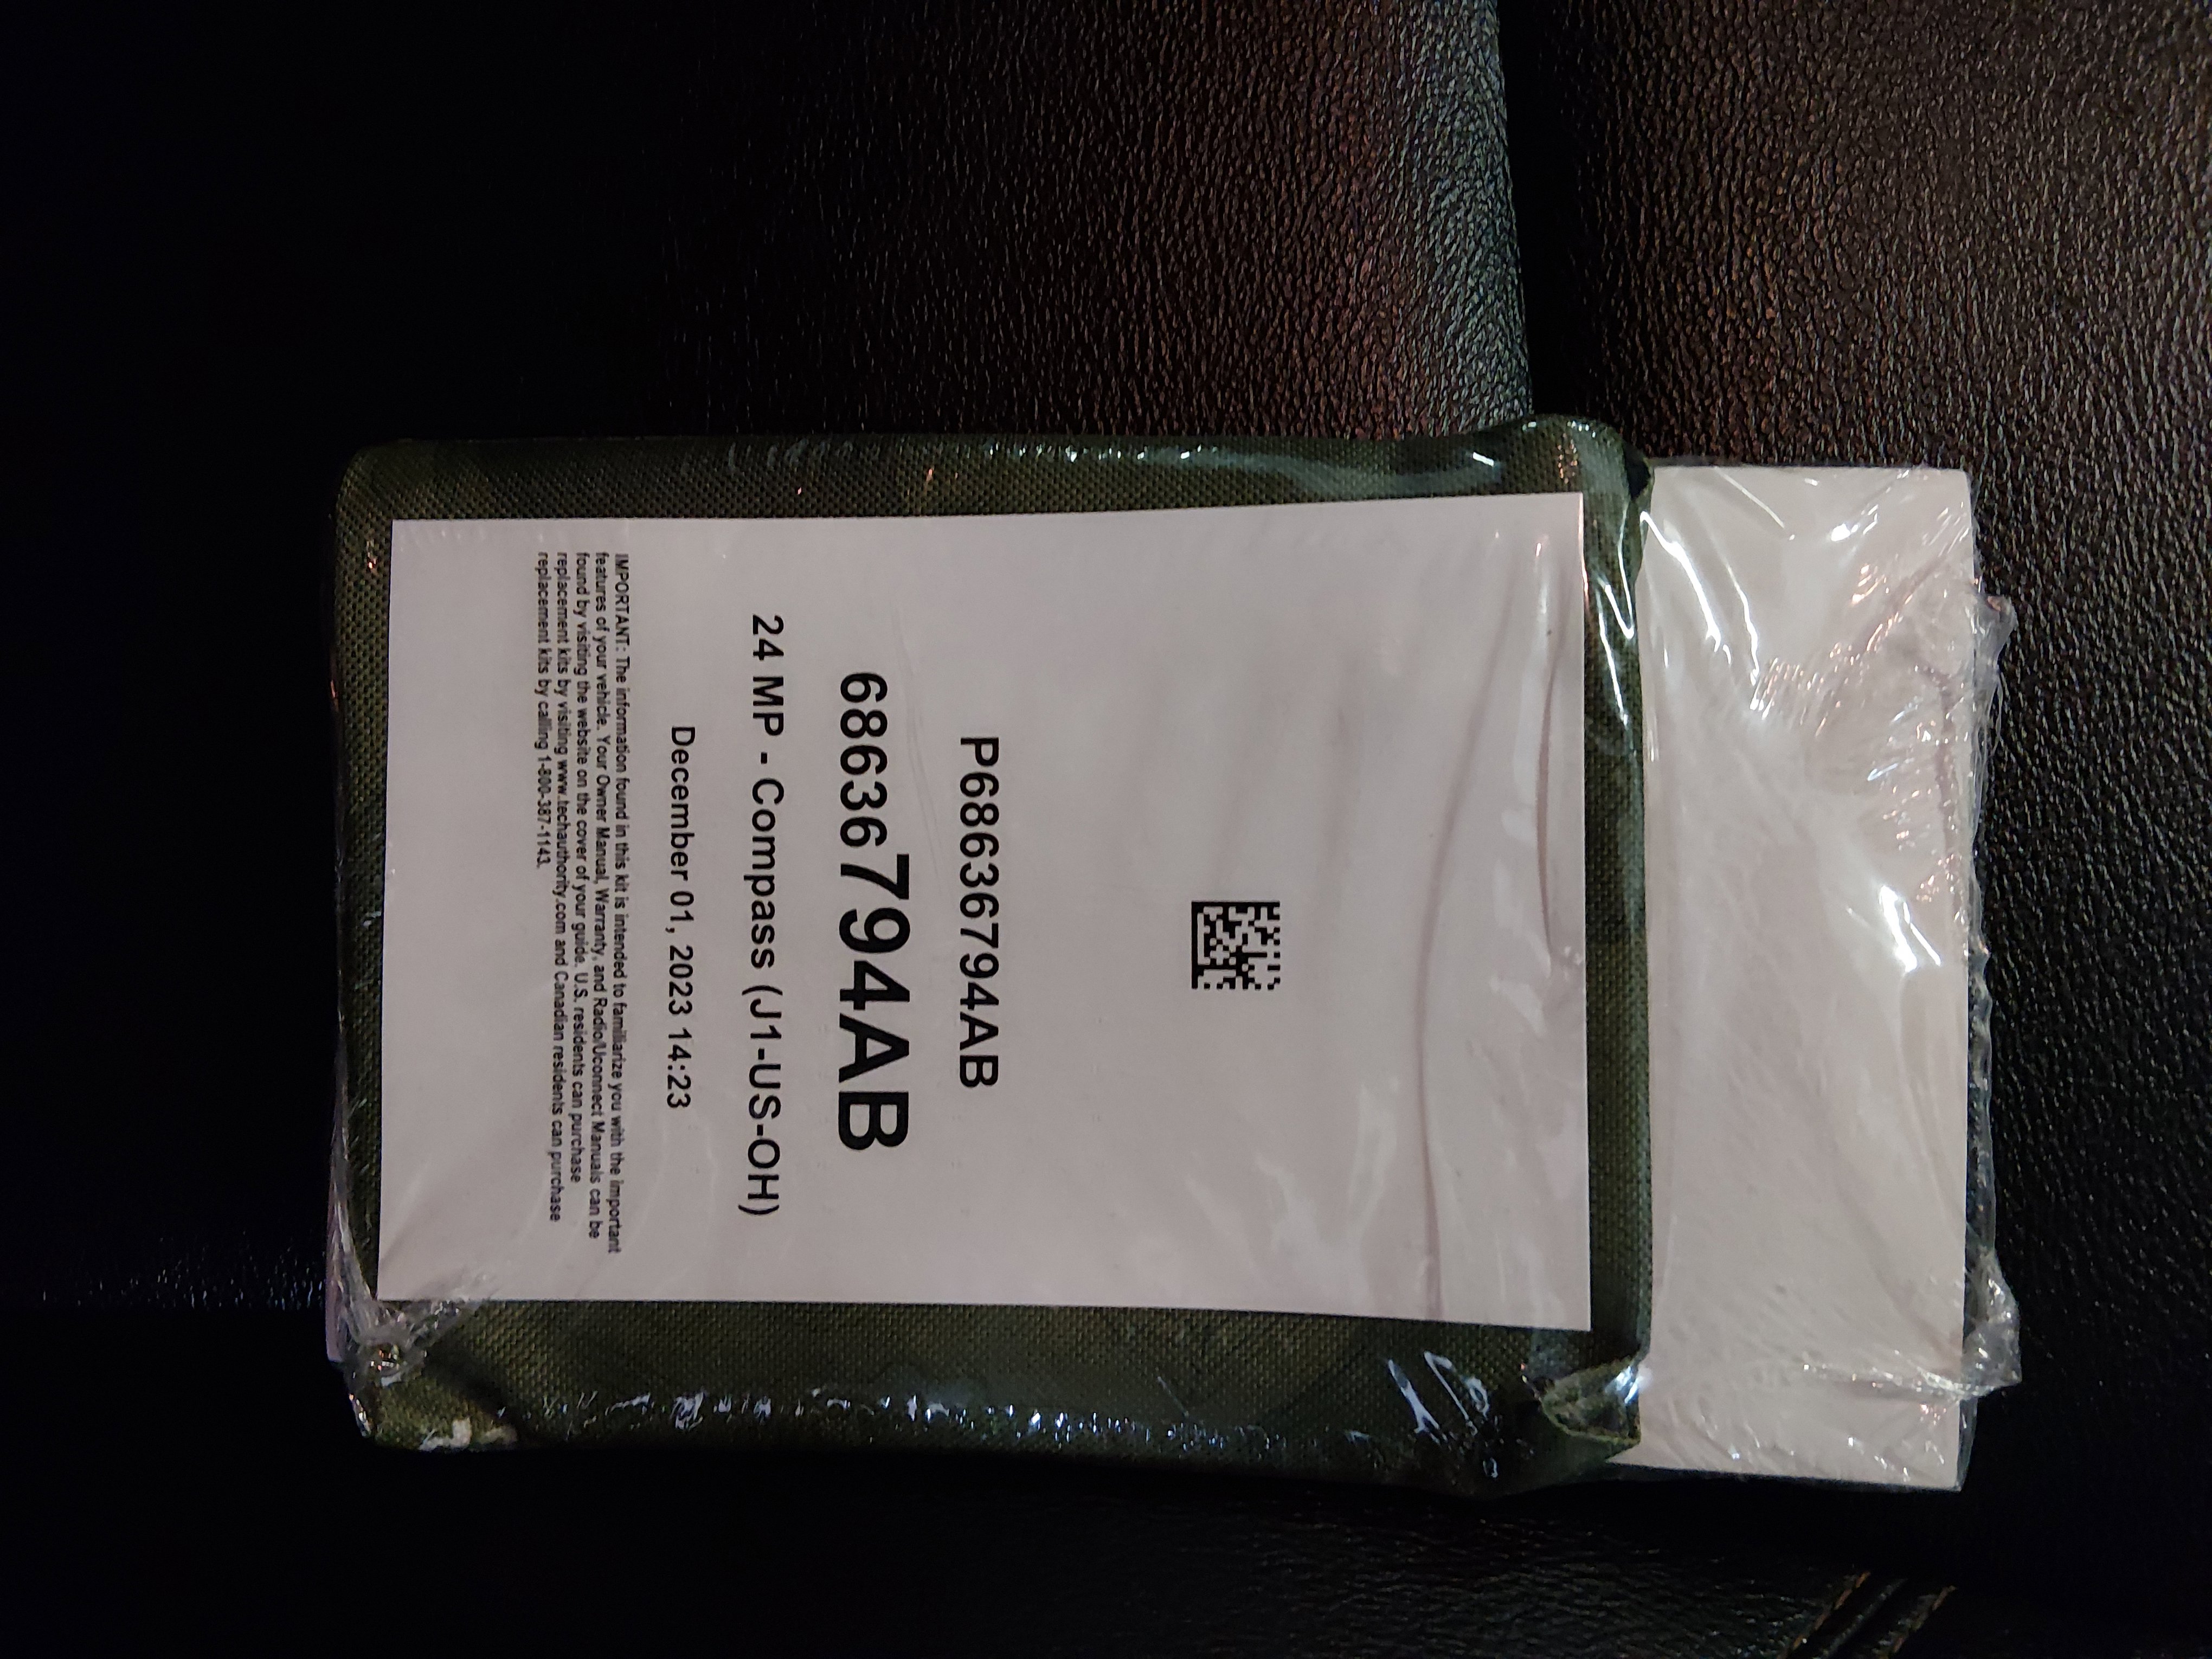 P68636794AB
68636794AB
24 MP - Compass (J1-US-OH)
December 01, 2023 14:23
IMPORTANT: The information found in this kit is intended to familiarize you with the important
features of your vehicle. Your Owner Manual, Warranty, and Radio/Uconnect Manuals can be
found by visiting the website on the cover of your guide. U.S. residents can purchase
replacement kits by visiting www.techauthority.com and Canadian residents can purchase
replacement kits by calling 1-800-387-1143.